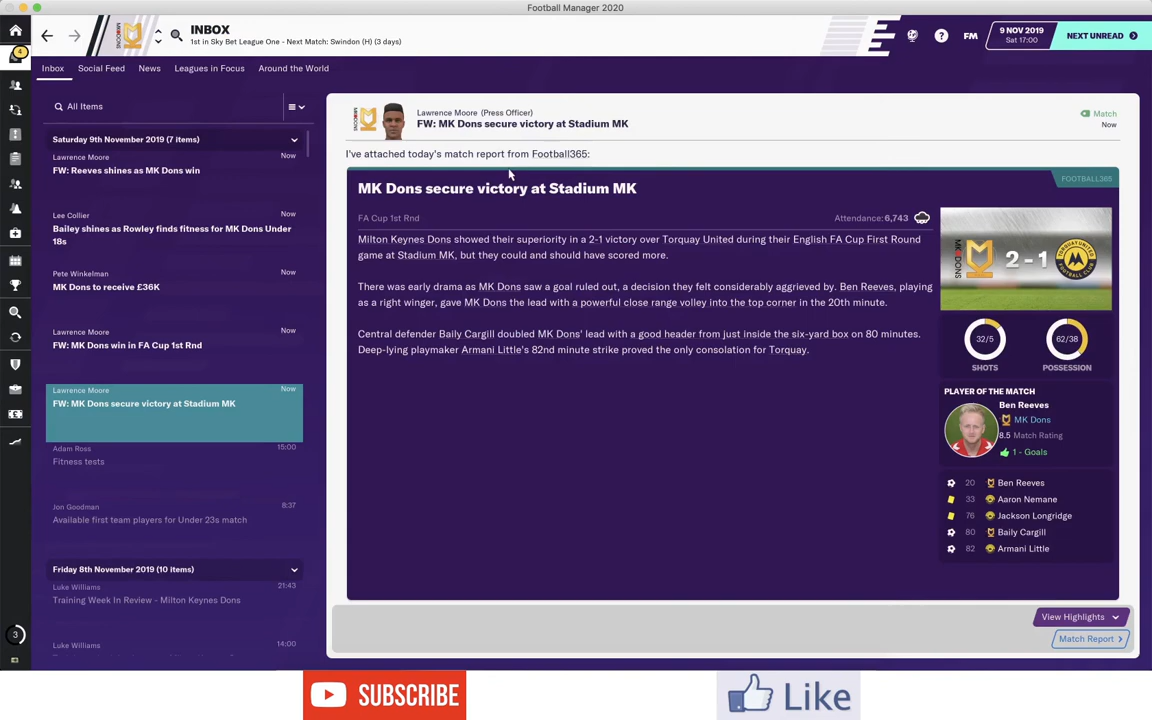 Football Manager 2020
4
INBOX
1st in Sky Bet League One - Next Match: Swindon (H) (3 days)
FM
9 NOV 2019
Sat 17:00
NEXT UNREAD
Inbox
Social Feed
News
Leagues in Focus
Around the World
All Items
Saturday 9th November 2019 (7 items)
Lawrence Moore
Now
FW: Reeves shines as MK Dons win
Lee Collier
Now
Bailey shines as Rowley finds fitness for MK Dons Under
18s
Pete Winkelman
Now
MK Dons to receive £36K
Lawrence Moore
Now
FW: MK Dons win in FA Cup 1st Rnd
Lawrence Moore
Now
FW: MK Dons secure victory at Stadium MK
Adam Ross
15:00
Fitness tests
Jon Goodman
8:37
Available first team players for Under 23s match
Friday 8th November 2019 (10 items)
Luke Williams
21:43
Training Week In Review - Milton Keynes Dons
Luke Williams
14:00
3
Lawrence Moore (Press Officer)
FW: MK Dons secure victory at Stadium MK
Match
Now
I've attached today's match report from Football365:
MK Dons secure victory at Stadium MK
FOOTBALL365
FA Cup 1st Rnd
Attendance: 6,743
Milton Keynes Dons showed their superiority in a 2-1 victory over Torquay United during their English FA Cup First Round
game at Stadium MK, but they could and should have scored more.
There was early drama as MK Dons saw a goal ruled out, a decision they felt considerably aggrieved by. Ben Reeves, playing
as a right winger, gave MK Dons the lead with a powerful close range volley into the top corner in the 20th minute.
Central defender Baily Cargill doubled MK Dons' lead with a good header from just inside the six-yard box on 80 minutes.
Deep-lying playmaker Armani Little's 82nd minute strike proved the only consolation for Torquay.
MK DONS
2 - 1
32/5
SHOTS
62/38
POSSESSION
PLAYER OF THE MATCH
Ben Reeves
MK Dons
8.5 Match Rating
1 - Goals
20 Ben Reeves
33 Aaron Nemane
76 Jackson Longridge
80 Baily Cargill
82 Armani Little
View Highlights
Match Report
SUBSCRIBE
Like